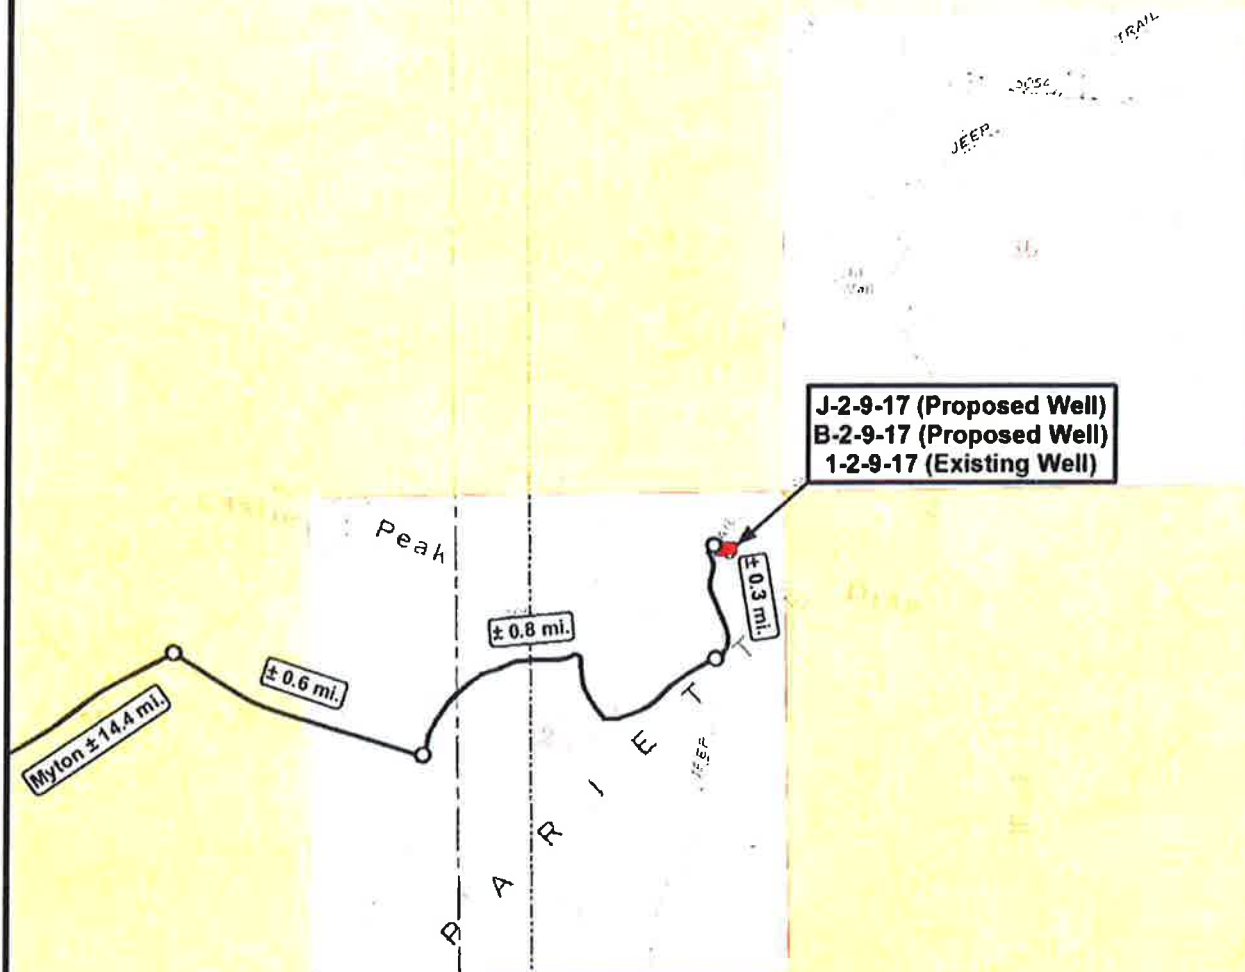 TRAIL
JEEP
J-2-9-17 (Proposed Well)
B-2-9-17 (Proposed Well)
1-2-9-17 (Existing Well)
Peak
± 0.3 mi.
± 0.8 mi.
± 0.6 mi.
Myton ± 14.4 mi.
JEEP
PARIETT